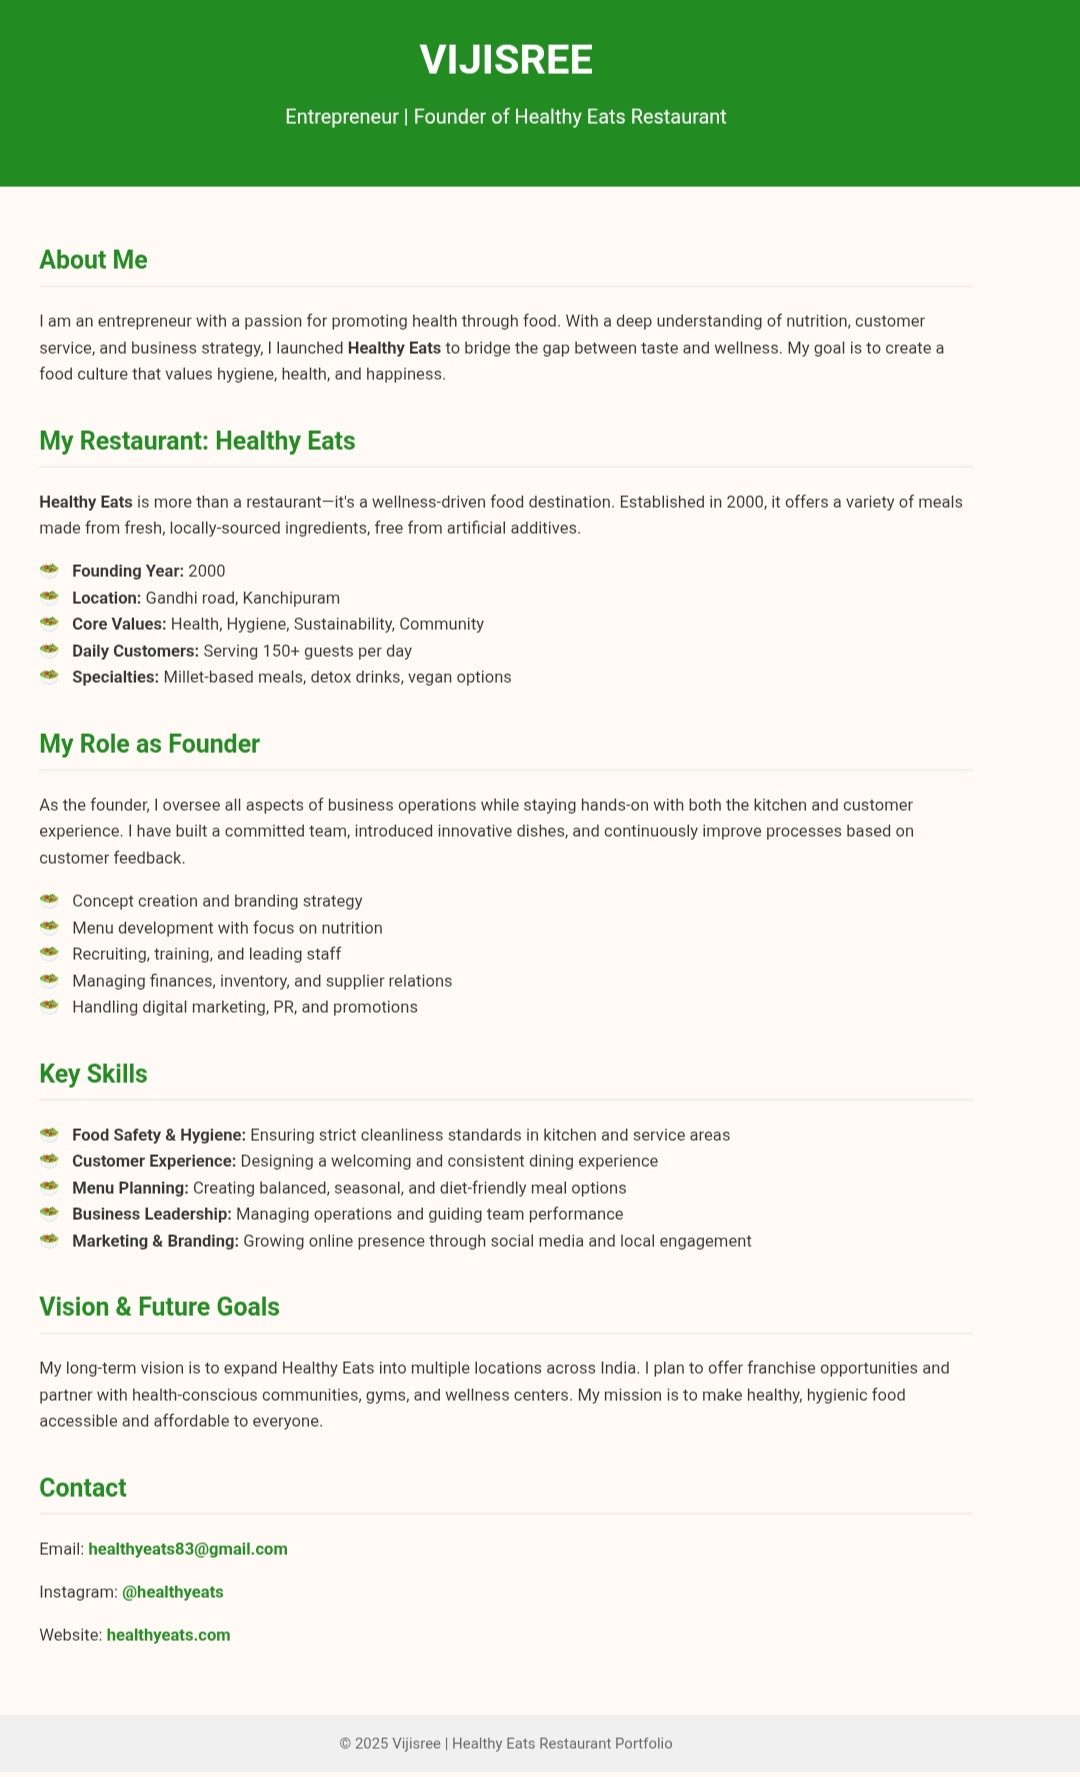 VIJISREE
Entrepreneur | Founder of Healthy Eats Restaurant
About Me
I am an entrepreneur with a passion for promoting health through food. With a deep understanding of nutrition, customer
service, and business strategy, I launched Healthy Eats to bridge the gap between taste and wellness. My goal is to create a
food culture that values hygiene, health, and happiness.
My Restaurant: Healthy Eats
Healthy Eats is more than a restaurant—it's a wellness-driven food destination. Established in 2000, it offers a variety of meals
made from fresh, locally-sourced ingredients, free from artificial additives.
Founding Year: 2000
Location: Gandhi road, Kanchipuram
Core Values: Health, Hygiene, Sustainability, Community
Daily Customers: Serving 150+ guests per day
Specialties: Millet-based meals, detox drinks, vegan options
My Role as Founder
As the founder, I oversee all aspects of business operations while staying hands-on with both the kitchen and customer
experience. I have built a committed team, introduced innovative dishes, and continuously improve processes based on
customer feedback.
Concept creation and branding strategy
Menu development with focus on nutrition
Recruiting, training, and leading staff
Managing finances, inventory, and supplier relations
Handling digital marketing, PR, and promotions
Key Skills
Food Safety & Hygiene: Ensuring strict cleanliness standards in kitchen and service areas
Customer Experience: Designing a welcoming and consistent dining experience
Menu Planning: Creating balanced, seasonal, and diet-friendly meal options
Business Leadership: Managing operations and guiding team performance
Marketing & Branding: Growing online presence through social media and local engagement
Vision & Future Goals
My long-term vision is to expand Healthy Eats into multiple locations across India. I plan to offer franchise opportunities and
partner with health-conscious communities, gyms, and wellness centers. My mission is to make healthy, hygienic food
accessible and affordable to everyone.
Contact
Email: healthyeats83@gmail.com
Instagram: @healthyeats
Website: healthyeats.com
© 2025 Vijisree | Healthy Eats Restaurant Portfolio